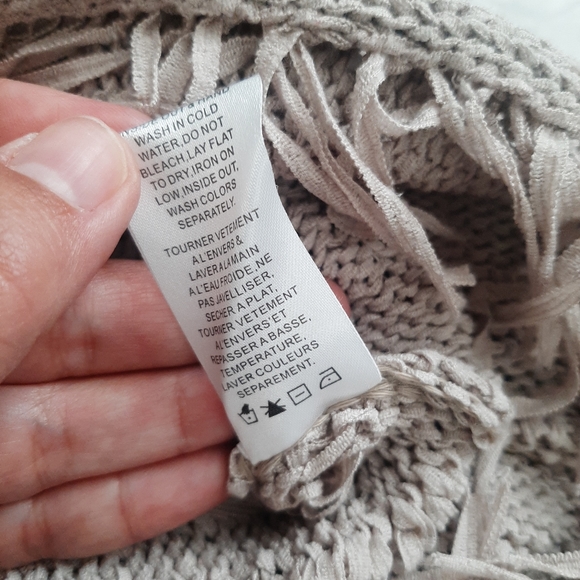 & HAND
WASH IN COLD
WATER,DO NOT
BLEACH,LAY FLAT
TO DRY,IRON ON
LOW,INSIDE OUT,
WASH COLORS
SEPARATELY.
TOURNER VETEMENT
A L'ENVERS &
LAVER A LA MAIN
A L'EAU FROIDE,NE
PAS JAVELLISER,
SECHER A PLAT,
TOURNER VETEMENT
A L'ENVERS ET
REPASSER A BASSE,
TEMPERATURE,
LAVER COULEURS
SEPAREMENT.